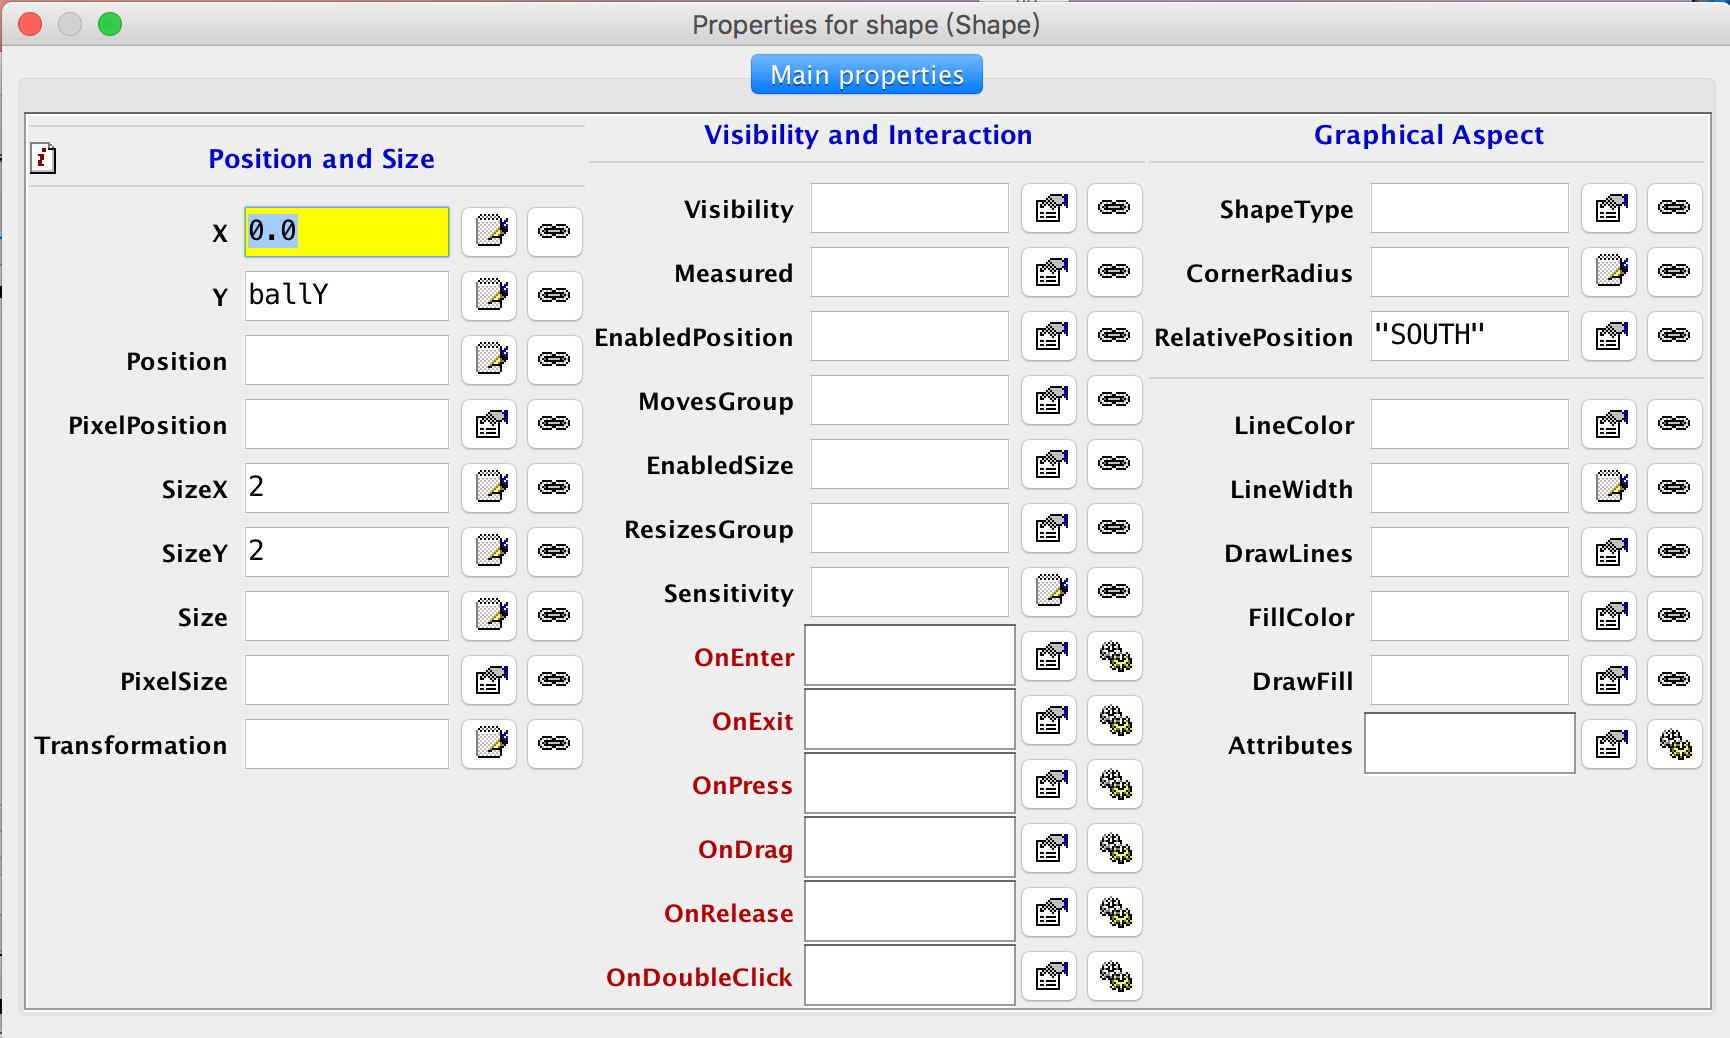 Properties for shape (Shape)
Main properties
Position and Size
X 0.0
Y ballY
Position
PixelPosition
SizeX 2
SizeY 2
Size
PixelSize
Transformation
Visibility and Interaction
Visibility
Measured
EnabledPosition
MovesGroup
EnabledSize
ResizesGroup
Sensitivity
OnEnter
OnExit
OnPress
OnDrag
OnRelease
OnDoubleClick
Graphical Aspect
ShapeType
CornerRadius
RelativePosition "SOUTH"
LineColor
LineWidth
DrawLines
FillColor
DrawFill
Attributes